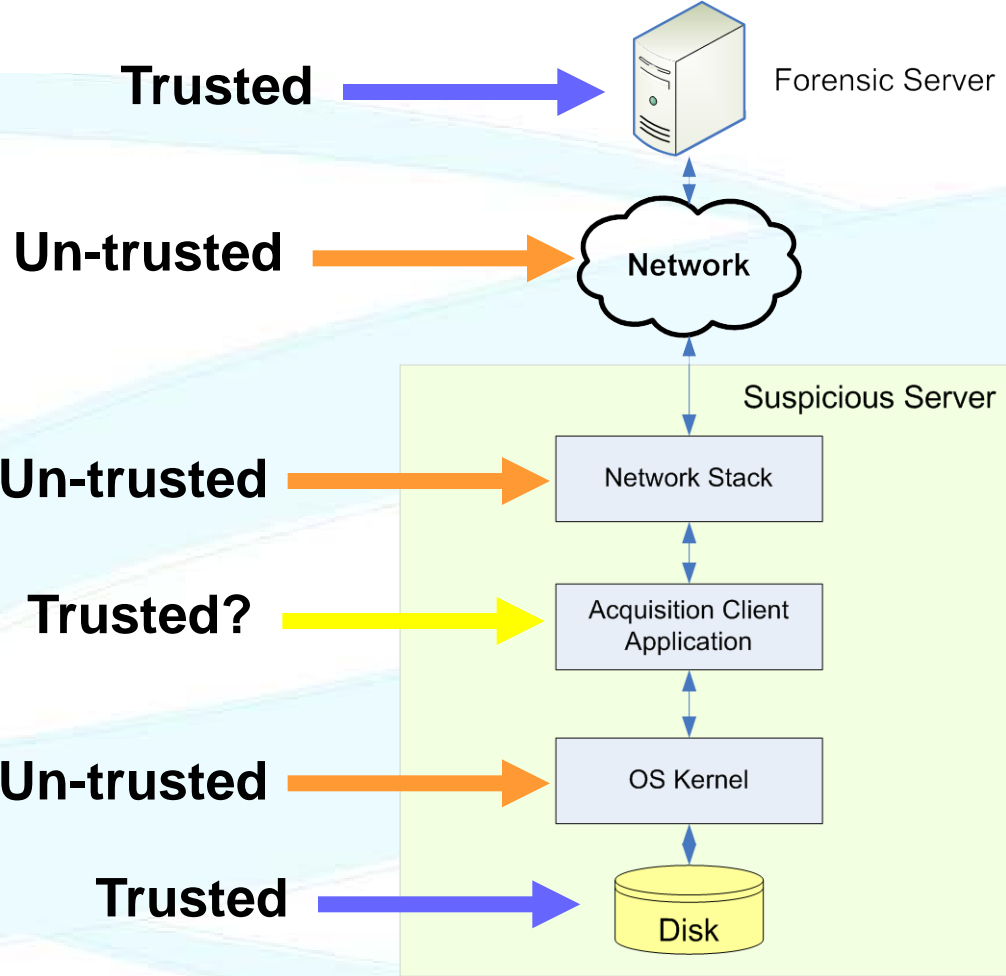 Trusted
Forensic Server
Un-trusted
Network
Suspicious Server
Un-trusted
Network Stack
Trusted?
Acquisition Client
Application
Un-trusted
OS Kernel
Trusted
Disk